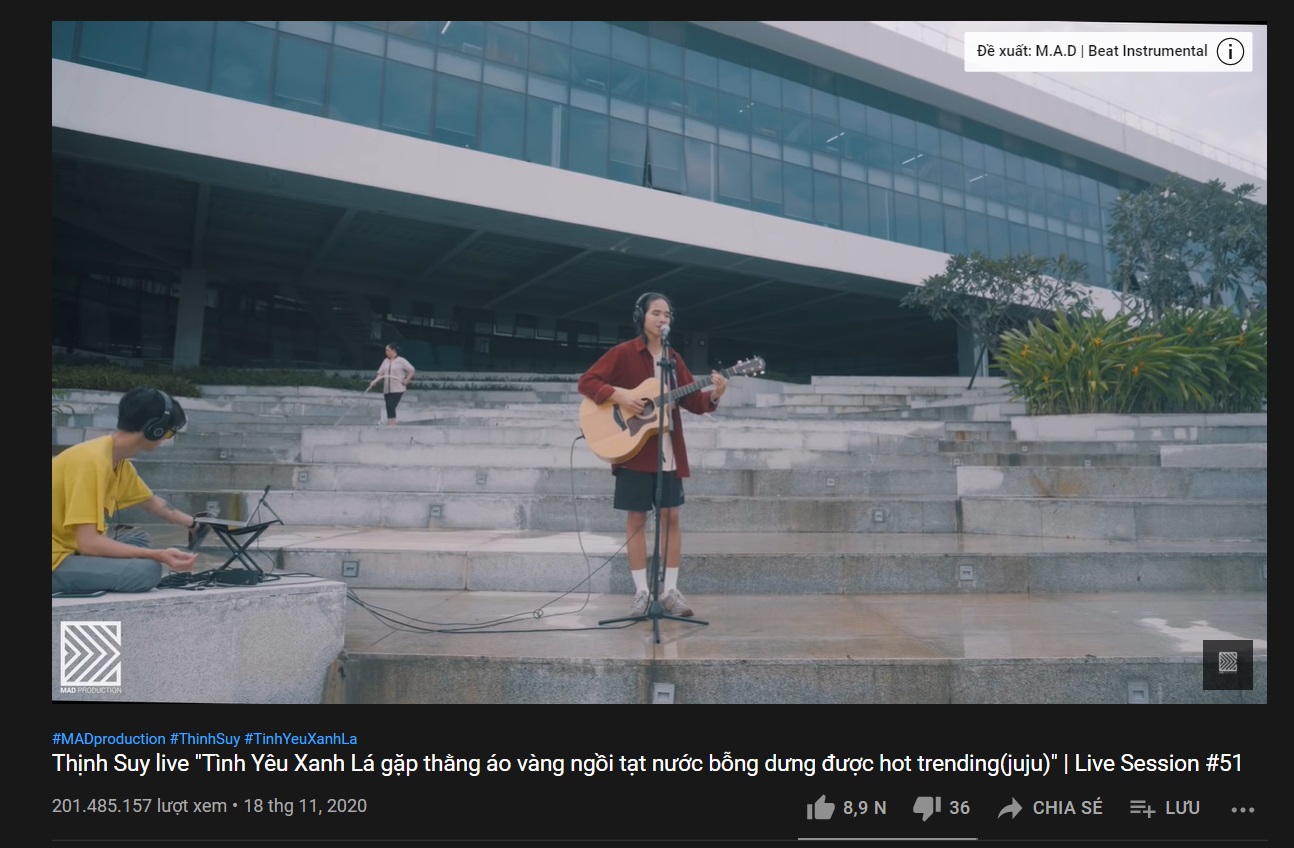 Đề xuất: M.A.D | Beat Instrumental
MAD PRODUCTION
#MADproduction #ThinhSuy #TinhYeuXanhLa
Thịnh Suy live "Tình Yêu Xanh Lá gặp thằng áo vàng ngồi tạt nước bỗng dưng được hot trending(juju)" | Live Session #51
201.485.157 lượt xem • 18 thg 11, 2020
8,9 N 36 CHIA SẺ LƯU